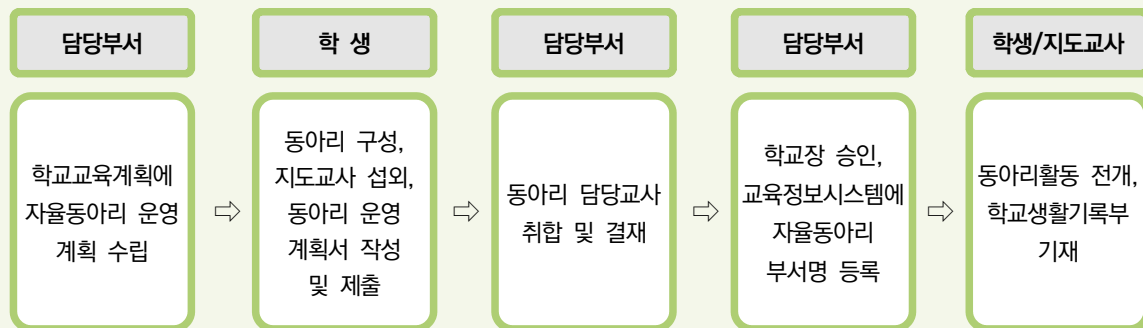 담당부서
학 생
담당부서
담당부서
학생/지도교사
학교교육계획에
자율동아리 운영
계획 수립
⇨
동아리 구성,
지도교사 섭외,
동아리 운영
계획서 작성
및 제출
⇨
동아리 담당교사
취합 및 결재
⇨
학교장 승인,
교육정보시스템에
자율동아리
부서명 등록
⇨
동아리활동 전개,
학교생활기록부
기재